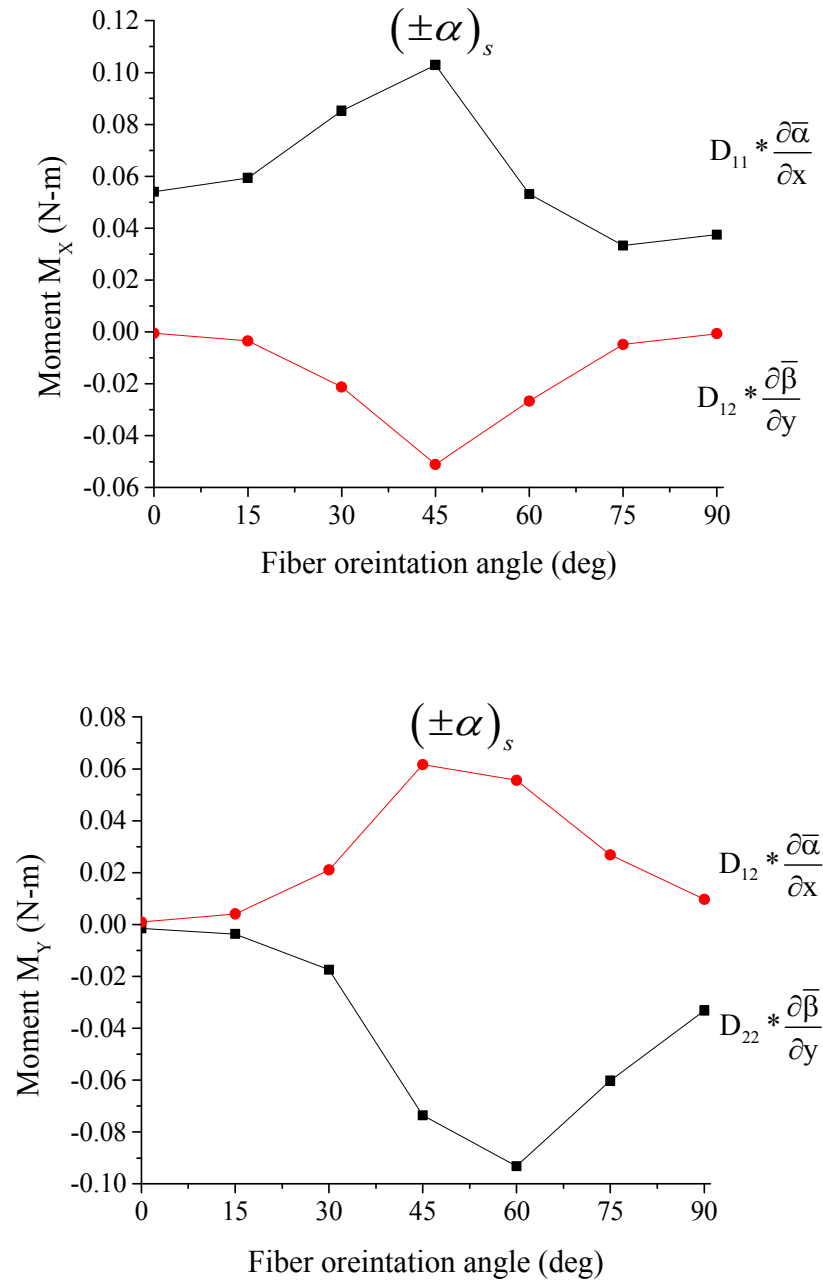 (±α)ₛ
0.12
0.10
0.08
0.06
0.04
0.02
0.00
-0.02
-0.04
-0.06
Moment M_X (N-m)
D₁₁ * ∂ᾱ/∂x
D₁₂ * ∂β̄/∂y
0 15 30 45 60 75 90
Fiber oreintation angle (deg)
(±α)ₛ
0.08
0.06
0.04
0.02
0.00
-0.02
-0.04
-0.06
-0.08
-0.10
Moment M_Y (N-m)
D₁₂ * ∂ᾱ/∂x
D₂₂ * ∂β̄/∂y
0 15 30 45 60 75 90
Fiber oreintation angle (deg)